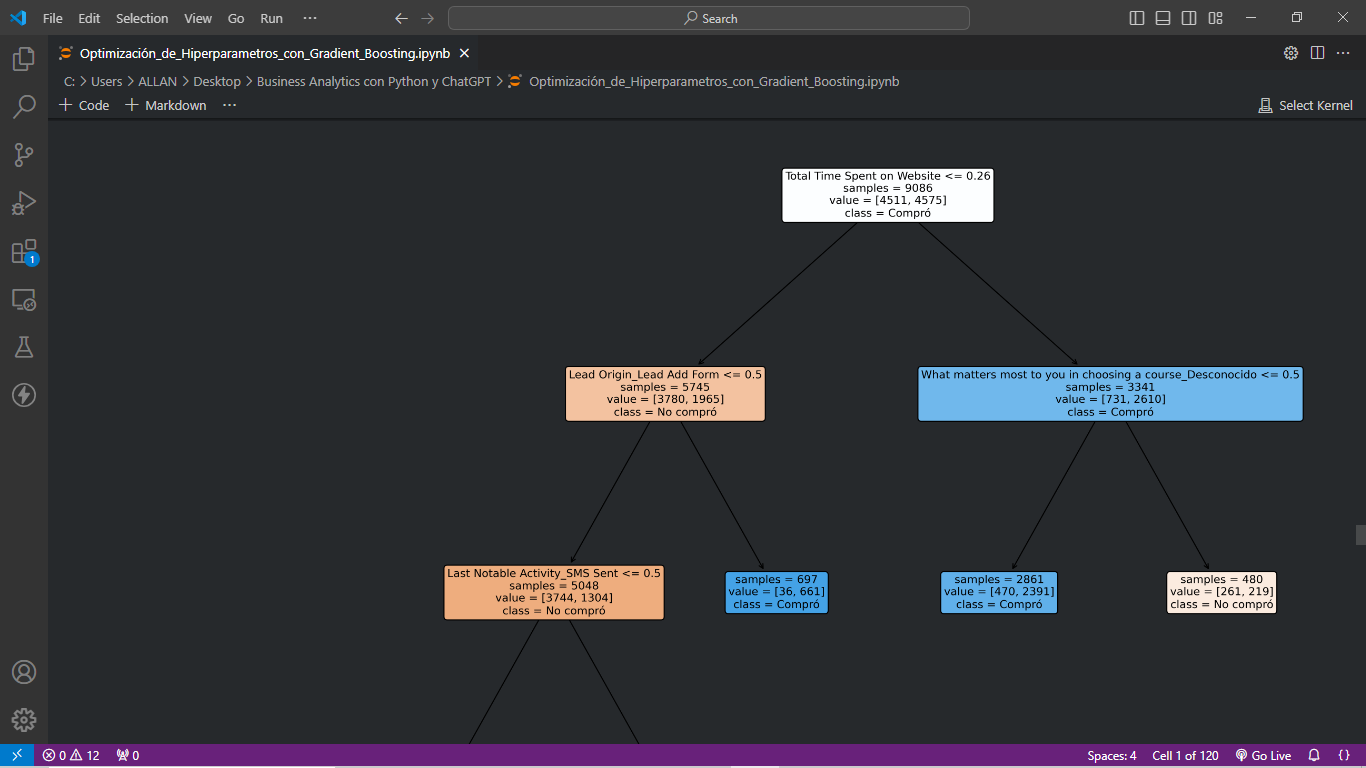 File Edit Selection View Go Run ···
Search
Optimización_de_Hiperparametros_con_Gradient_Boosting.ipynb
C: > Users > ALLAN > Desktop > Business Analytics con Python y ChatGPT > Optimización_de_Hiperparametros_con_Gradient_Boosting.ipynb
+ Code + Markdown ···
Select Kernel
Total Time Spent on Website <= 0.26
samples = 9086
value = [4511, 4575]
class = Compró
Lead Origin_Lead Add Form <= 0.5
samples = 5745
value = [3780, 1965]
class = No compró
What matters most to you in choosing a course_Desconocido <= 0.5
samples = 3341
value = [731, 2610]
class = Compró
Last Notable Activity_SMS Sent <= 0.5
samples = 5048
value = [3744, 1304]
class = No compró
samples = 697
value = [36, 661]
class = Compró
samples = 2861
value = [470, 2391]
class = Compró
samples = 480
value = [261, 219]
class = No compró
1
0 12 0
Spaces: 4 Cell 1 of 120 Go Live {}